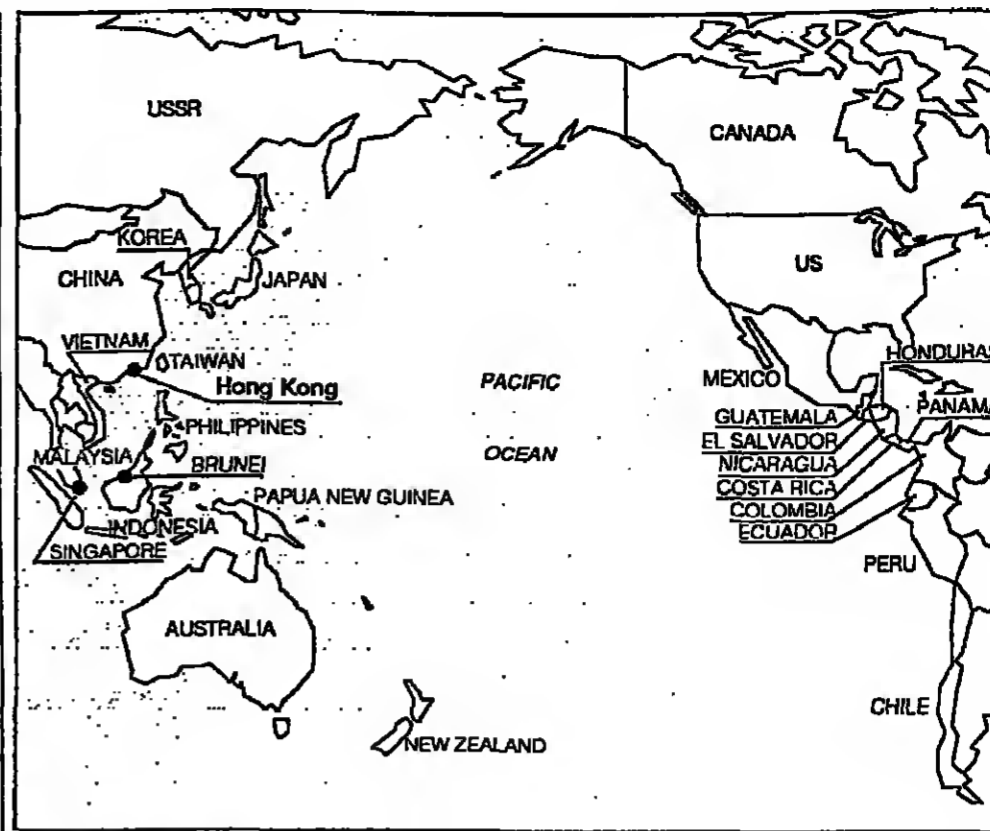 USSR
CANADA
KOREA
CHINA
JAPAN
US
VIETNAM
TAIWAN
HONDURAS
Hong Kong
PACIFIC
MEXICO
PANAMA
GUATEMALA
PHILIPPINES
EL SALVADOR
MALAYSIA
BRUNEI
OCEAN
NICARAGUA
COSTA RICA
PAPUA NEW GUINEA
COLOMBIA
INDONESIA
ECUADOR
SINGAPORE
PERU
AUSTRALIA
CHILE
NEW ZEALAND